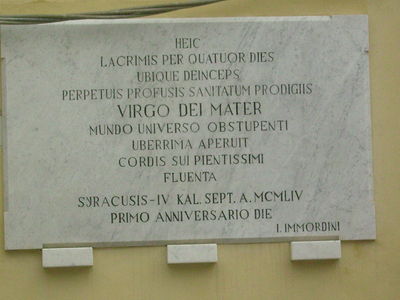 HEIC
LACRIMIS PER QUATUOR DIES
UBIQUE DEINCEPS
PERPETUIS PROFUSIS SANITATUM PRODIGIIS
VIRGO DEI MATER
MUNDO UNIVERSO OBSTUPENTI
UBERRIMA APERUIT
CORDIS SUI PIENTISSIMI
FLUENTA
SYRACUSIS-IV KAL. SEPT. A. MCMLIV
PRIMO ANNIVERSARIO DIE
I. IMMORDINI